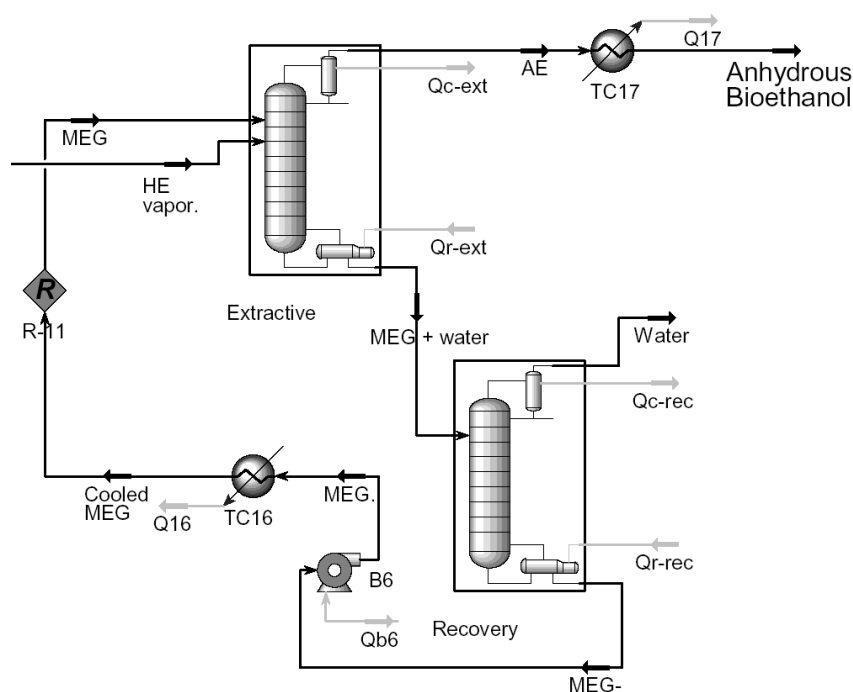 Q17
AE
Qc-ext
TC17
Anhydrous
Bioethanol
MEG
HE
vapor.
Qr-ext
R
R-11
Extractive
MEG + water
Water
Qc-rec
Cooled
MEG
Q16
TC16
MEG.
B6
Qr-rec
Qb6
Recovery
MEG-